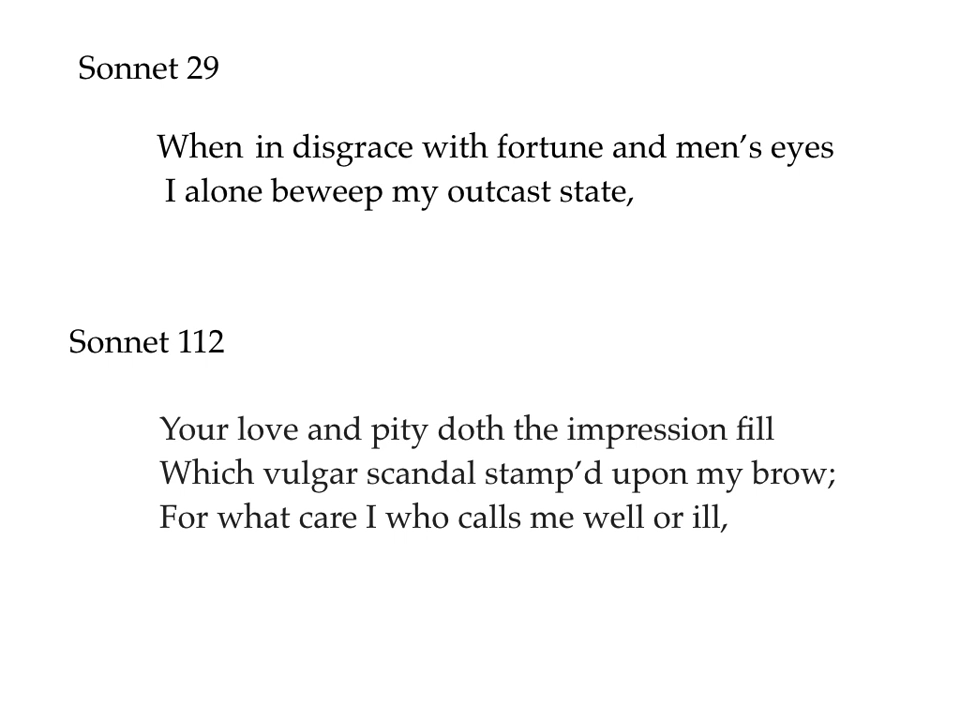 Sonnet 29
When in disgrace with fortune and men’s eyes
I alone beweep my outcast state,
Sonnet 112
Your love and pity doth the impression fill
Which vulgar scandal stamp’d upon my brow;
For what care I who calls me well or ill,